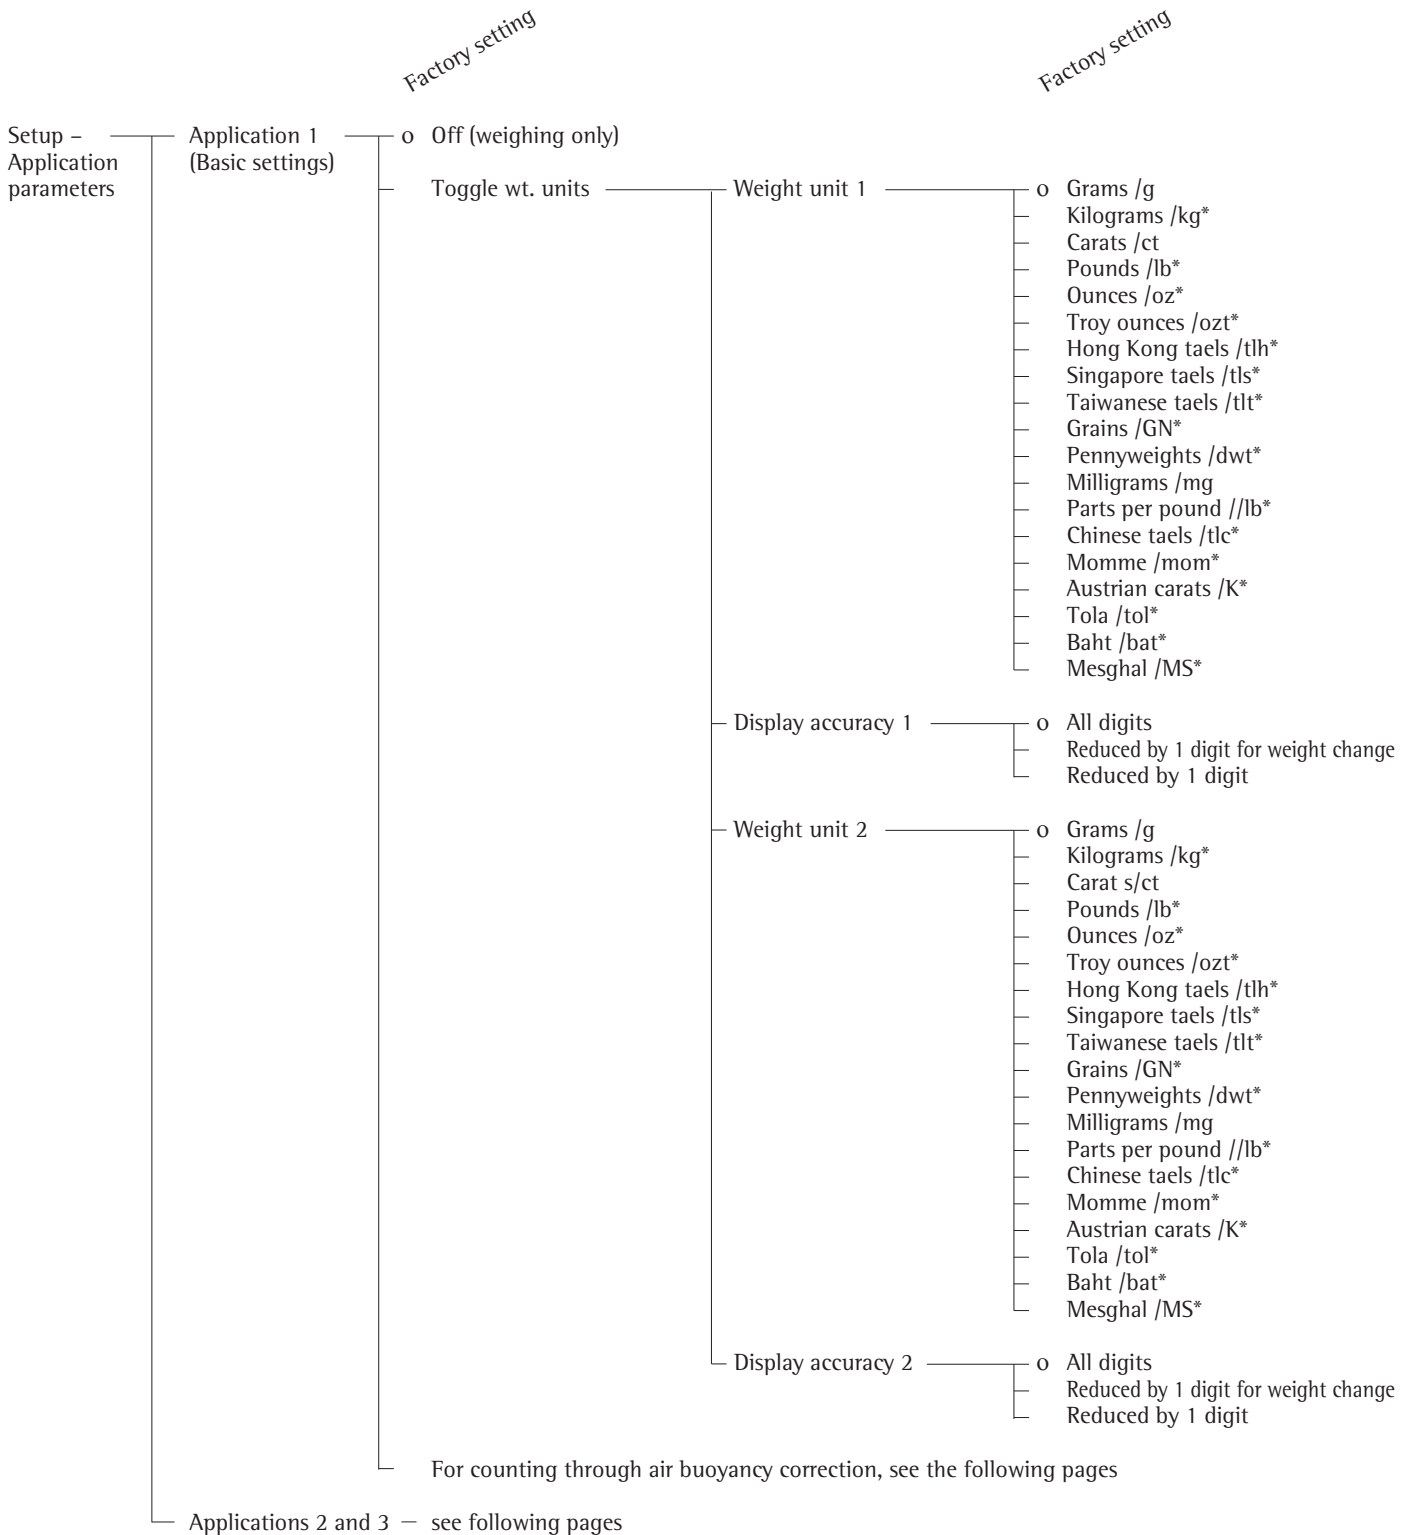 Factory setting
Factory setting
Setup –
Application
parameters
Application 1
(Basic settings)
o Off (weighing only)
Toggle wt. units
Weight unit 1
o Grams /g
Kilograms /kg*
Carats /ct
Pounds /lb*
Ounces /oz*
Troy ounces /ozt*
Hong Kong taels /tlh*
Singapore taels /tls*
Taiwanese taels /tlt*
Grains /GN*
Pennyweights /dwt*
Milligrams /mg
Parts per pound //lb*
Chinese taels /tlc*
Momme /mom*
Austrian carats /K*
Tola /tol*
Baht /bat*
Mesghal /MS*
Display accuracy 1
o All digits
Reduced by 1 digit for weight change
Reduced by 1 digit
Weight unit 2
o Grams /g
Kilograms /kg*
Carat s/ct
Pounds /lb*
Ounces /oz*
Troy ounces /ozt*
Hong Kong taels /tlh*
Singapore taels /tls*
Taiwanese taels /tlt*
Grains /GN*
Pennyweights /dwt*
Milligrams /mg
Parts per pound //lb*
Chinese taels /tlc*
Momme /mom*
Austrian carats /K*
Tola /tol*
Baht /bat*
Mesghal /MS*
Display accuracy 2
o All digits
Reduced by 1 digit for weight change
Reduced by 1 digit
For counting through air buoyancy correction, see the following pages
Applications 2 and 3 – see following pages